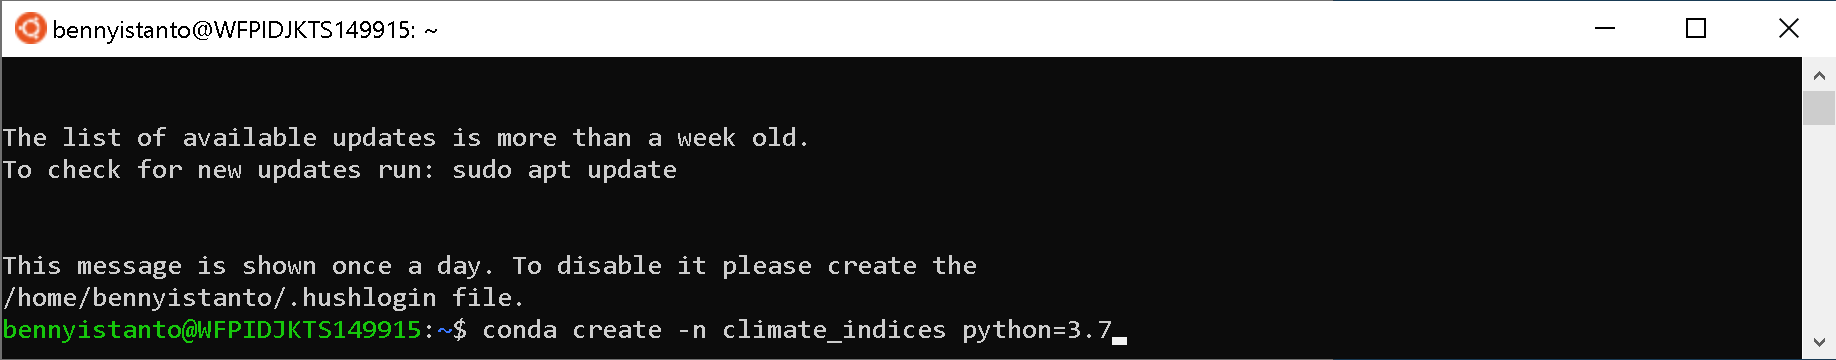 bennyistanto@WFPIDJKTS149915: ~
The list of available updates is more than a week old.
To check for new updates run: sudo apt update
This message is shown once a day. To disable it please create the
/home/bennyistanto/.hushlogin file.
bennyistanto@WFPIDJKTS149915:~$ conda create -n climate_indices python=3.7